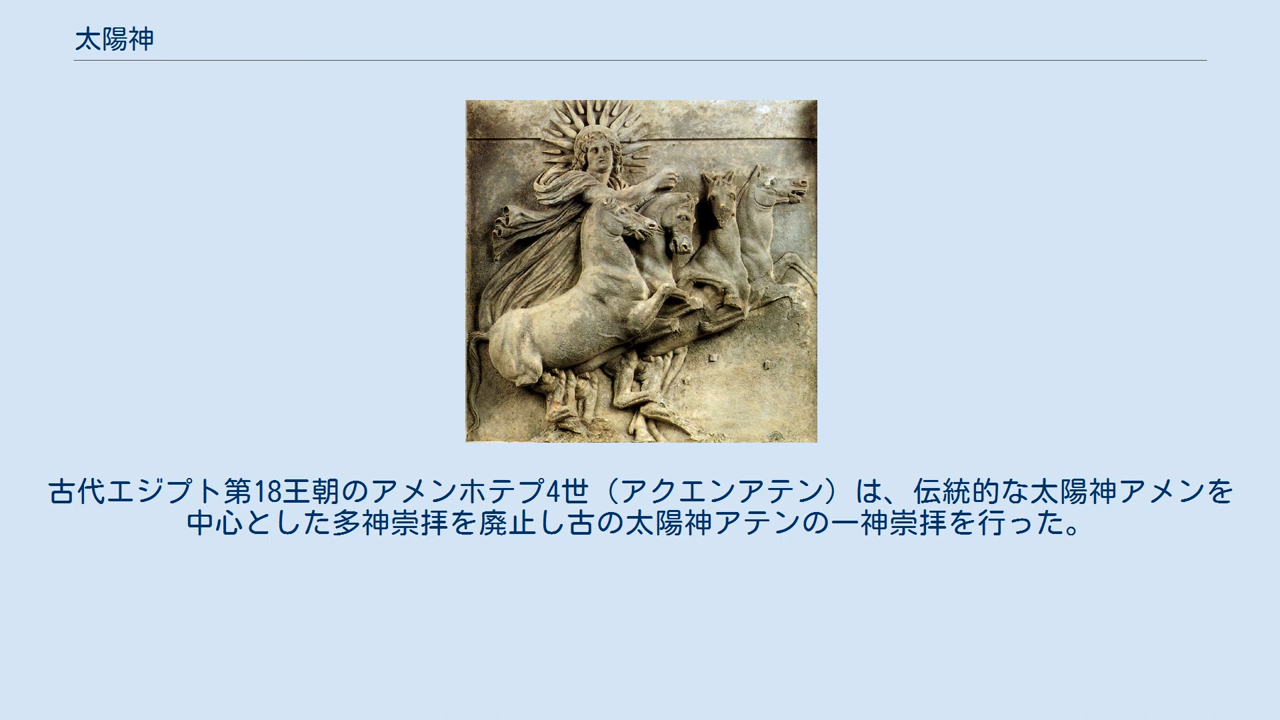 太陽神
古代エジプト第18王朝のアメンホテプ4世（アクエンアテン）は、伝統的な太陽神アメンを
中心とした多神崇拝を廃止し古の太陽神アテンの一神崇拝を行った。